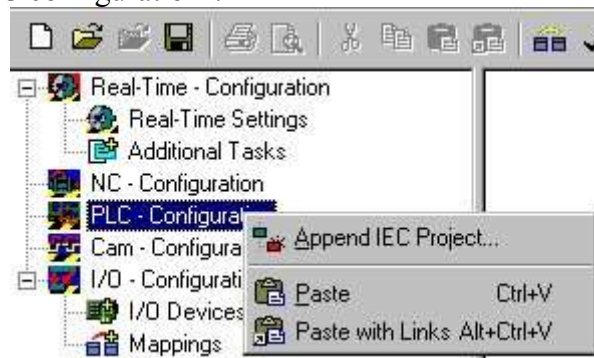 Real-Time - Configuration
Real-Time Settings
Additional Tasks
NC - Configuration
PLC - Configurati
Append IEC Project...
Cam - Configura
I/O - Configurati
Paste Ctrl+V
I/O Devices
Paste with Links Alt+Ctrl+V
Mappings